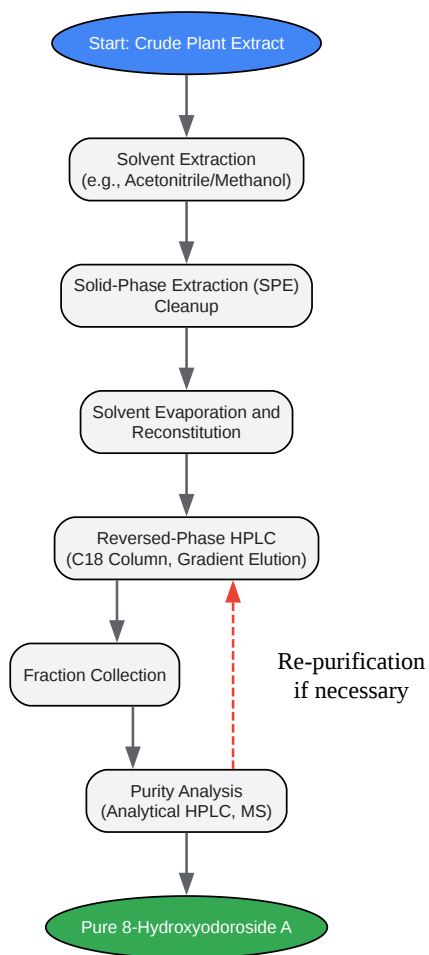 Start: Crude Plant Extract
Solvent Extraction
(e.g., Acetonitrile/Methanol)
Solid-Phase Extraction (SPE)
Cleanup
Solvent Evaporation and
Reconstitution
Reversed-Phase HPLC
(C18 Column, Gradient Elution)
Fraction Collection
Re-purification
if necessary
Purity Analysis
(Analytical HPLC, MS)
Pure 8-Hydroxyodoroside A